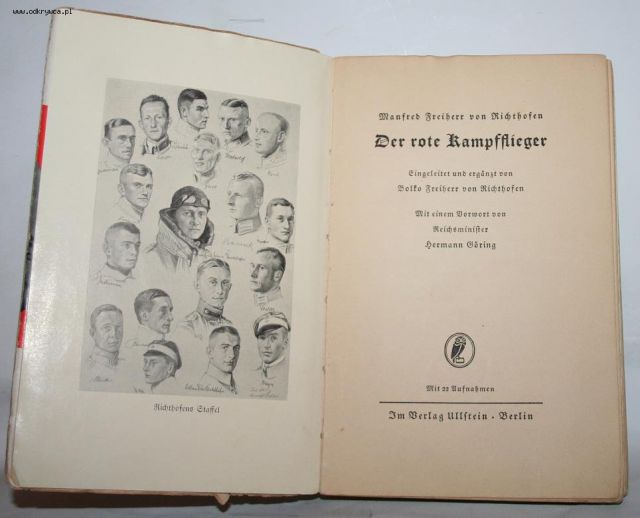 www.odkrywca.pl
Richthofens Staffel
Manfred Freiherr von Richthofen
Der rote Kampfflieger
Eingeleitet und ergänzt von
Bolko Freiherr von Richthofen
Mit einem Vorwort von
Reichsminister
Hermann Göring
Mit 22 Aufnahmen
Im Verlag Ullstein · Berlin